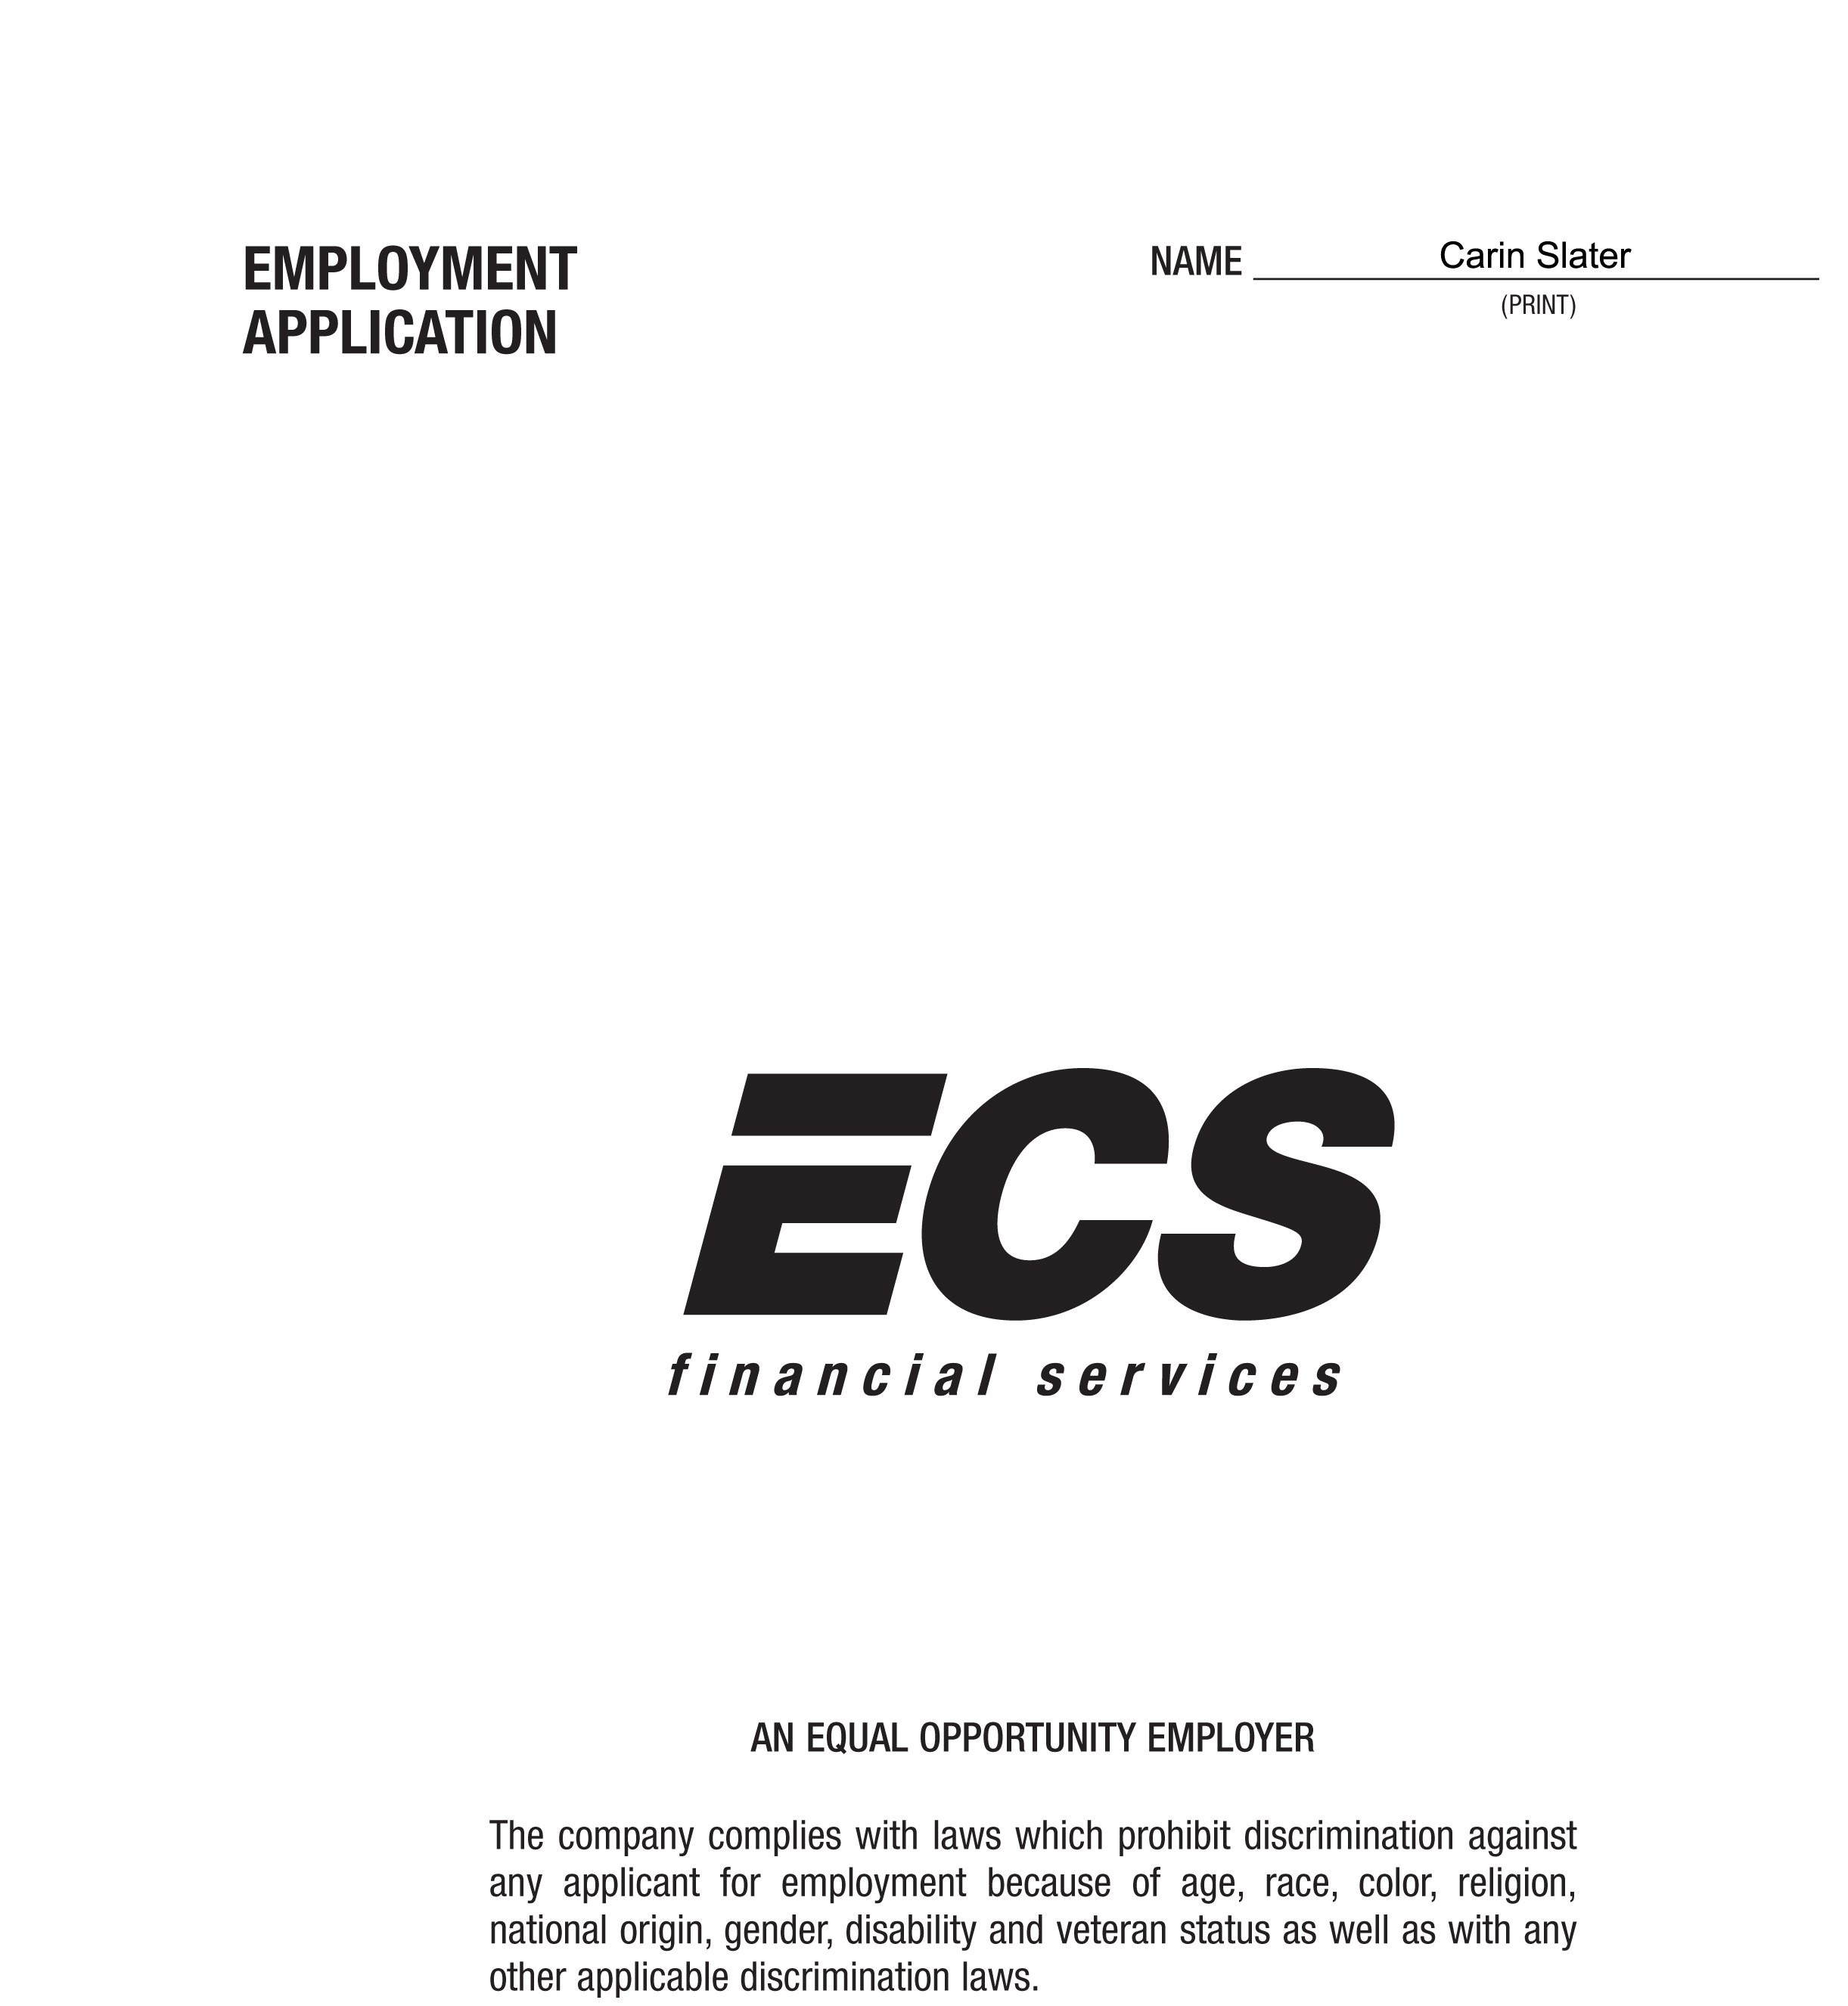 EMPLOYMENT
APPLICATION
NAME Carin Slater
(PRINT)
ECS
financial services
AN EQUAL OPPORTUNITY EMPLOYER
The company complies with laws which prohibit discrimination against
any applicant for employment because of age, race, color, religion,
national origin, gender, disability and veteran status as well as with any
other applicable discrimination laws.